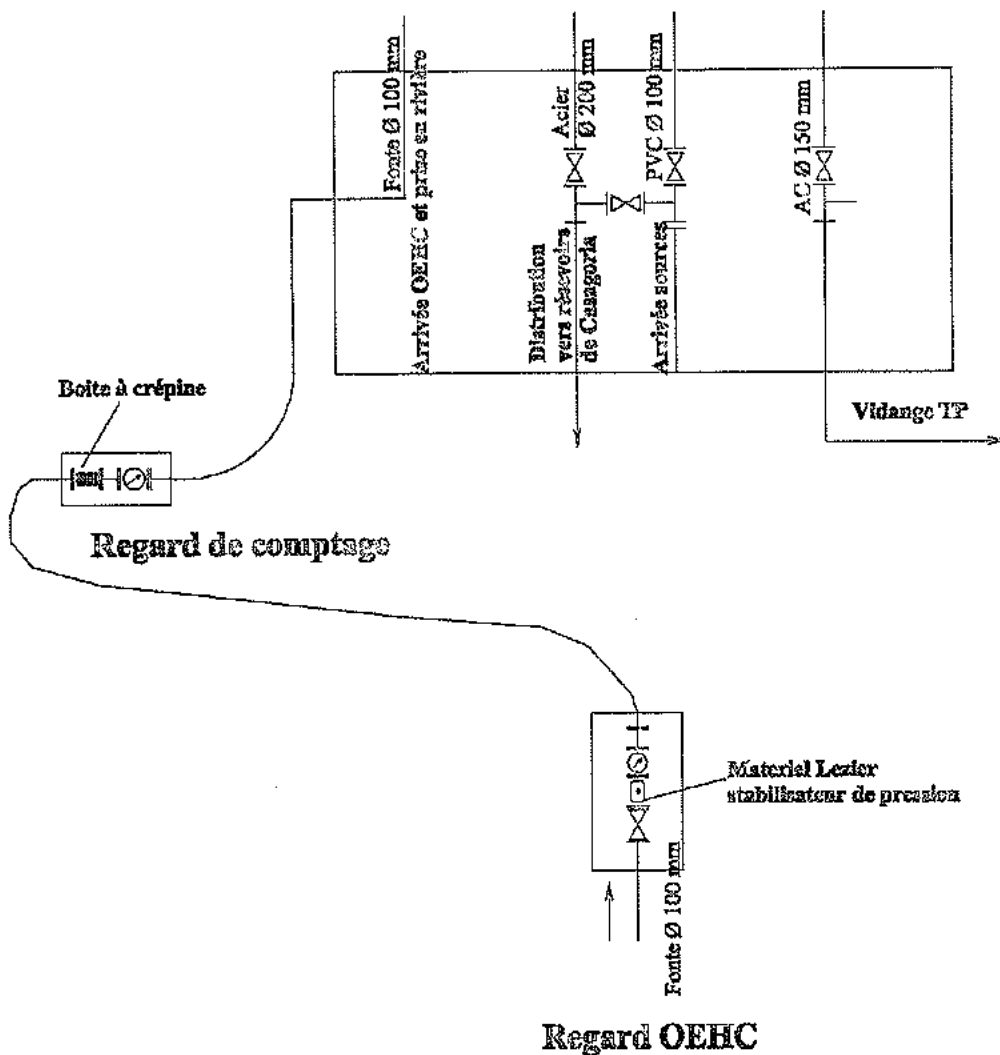 Fonte Ø 100 mm
Arrivée OEHC et prise en rivière
Acier
Ø 200 mm
PVC Ø 100 mm
AC Ø 150 mm
Distribution
vers réservoirs
de Casagoria
Arrivée sources
Vidange TP
Boite à crépine
Regard de comptage
Materiel Lezier
stabilisateur de pression
Fonte Ø 100 mm
Regard OEHC